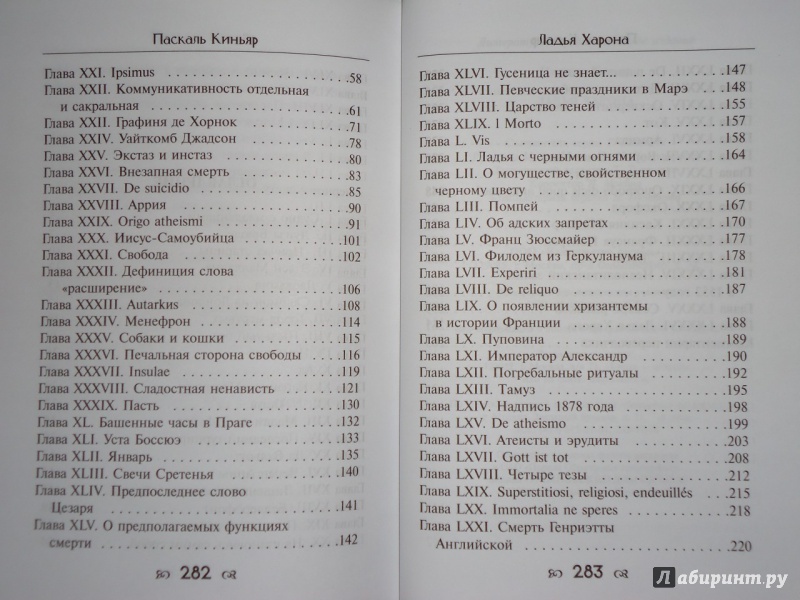 Паскаль Киньяр
Глава XXI. Ipsimus . . . . . . . . . . . . . . . . . . 58
Глава XXII. Коммуникативность отдельная
и сакральная . . . . . . . . . . . . . . . . . . 61
Глава XXII. Графиня де Хорнок . . . . . . . . . 71
Глава XXIV. Уайткомб Джадсон . . . . . . . . . 78
Глава XXV. Экстаз и инстаз . . . . . . . . . . . 80
Глава XXVI. Внезапная смерть . . . . . . . . . . 83
Глава XXVII. De suicidio . . . . . . . . . . . . . 85
Глава XXVIII. Аррия . . . . . . . . . . . . . . . 90
Глава XXIX. Origo atheismi . . . . . . . . . . . . 91
Глава XXX. Иисус-Самоубийца . . . . . . . . . 101
Глава XXXI. Свобода . . . . . . . . . . . . . . . 102
Глава XXXII. Дефиниция слова
«расширение» . . . . . . . . . . . . . . . . . 106
Глава XXXIII. Autarkus . . . . . . . . . . . . . . 108
Глава XXXIV. Менефрон . . . . . . . . . . . . . 114
Глава XXXV. Собаки и кошки . . . . . . . . . . 115
Глава XXXVI. Печальная сторона свободы . . . 116
Глава XXXVII. Insulae . . . . . . . . . . . . . . . 119
Глава XXXVIII. Сладостная ненависть . . . . . 121
Глава XXXIX. Пасть . . . . . . . . . . . . . . . . 130
Глава XL. Башенные часы в Праге . . . . . . . 132
Глава XLI. Уста Боссюэ . . . . . . . . . . . . . . 133
Глава XLII. Январь . . . . . . . . . . . . . . . . 135
Глава XLIII. Свечи Сретенья . . . . . . . . . . . 140
Глава XLIV. Предпоследнее слово
Цезаря . . . . . . . . . . . . . . . . . . . . . . 141
Глава XLV. О предполагаемых функциях
смерти . . . . . . . . . . . . . . . . . . . . . . 142
282
Ладья Харона
Глава XLVI. Гусеница не знает... . . . . . . . . . 147
Глава XLVII. Певческие праздники в Марэ . . . 148
Глава XLVIII. Царство теней . . . . . . . . . . . 155
Глава XLIX. I Morto . . . . . . . . . . . . . . . . 157
Глава L. Vis . . . . . . . . . . . . . . . . . . . . 158
Глава LI. Ладья с черными огнями . . . . . . . 164
Глава LII. О могуществе, свойственном
черному цвету . . . . . . . . . . . . . . . . . 166
Глава LIII. Помпей . . . . . . . . . . . . . . . . 167
Глава LIV. Об адских запретах . . . . . . . . . . 170
Глава LV. Франц Зюссмайер . . . . . . . . . . . 177
Глава LVI. Филодем из Геркуланума . . . . . . 178
Глава LVII. Experiri . . . . . . . . . . . . . . . . 181
Глава LVIII. De reliquo . . . . . . . . . . . . . . 187
Глава LIX. О появлении хризантемы
в истории Франции . . . . . . . . . . . . . . 188
Глава LX. Пуповина . . . . . . . . . . . . . . . . 189
Глава LXI. Император Александр . . . . . . . . 190
Глава LXII. Погребальные ритуалы . . . . . . . 192
Глава LXIII. Тамуз . . . . . . . . . . . . . . . . . 195
Глава LXIV. Надпись 1878 года . . . . . . . . . 198
Глава LXV. De atheismo . . . . . . . . . . . . . . 199
Глава LXVI. Атеисты и эрудиты . . . . . . . . . 203
Глава LXVII. Gott ist tot . . . . . . . . . . . . . . 208
Глава LXVIII. Четыре тезы . . . . . . . . . . . . 212
Глава LXIX. Superstitiosi, religiosi, endeuillés . . . 215
Глава LXX. Immortalia ne speres . . . . . . . . . 218
Глава LXXI. Смерть Генриэтты
Английской . . . . . . . . . . . . . . . . . . . 220
283
Лабиринт.ру